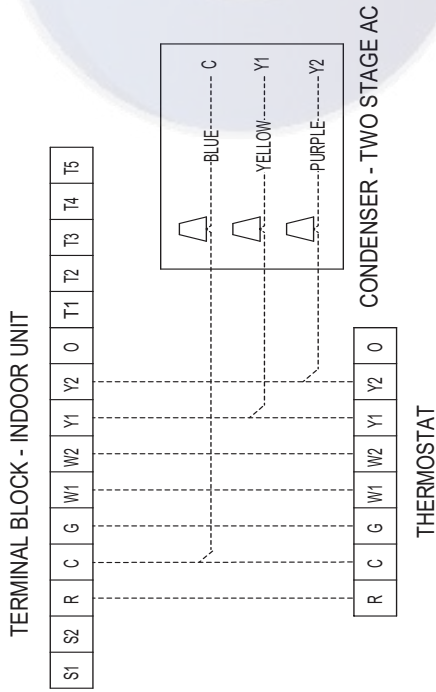 TERMINAL BLOCK - INDOOR UNIT
S1 S2 R C G W1 W2 Y1 Y2 O T1 T2 T3 T4 T5
BLUE C
YELLOW Y1
PURPLE Y2
CONDENSER - TWO STAGE AC
R C G W1 W2 Y1 Y2 O
THERMOSTAT